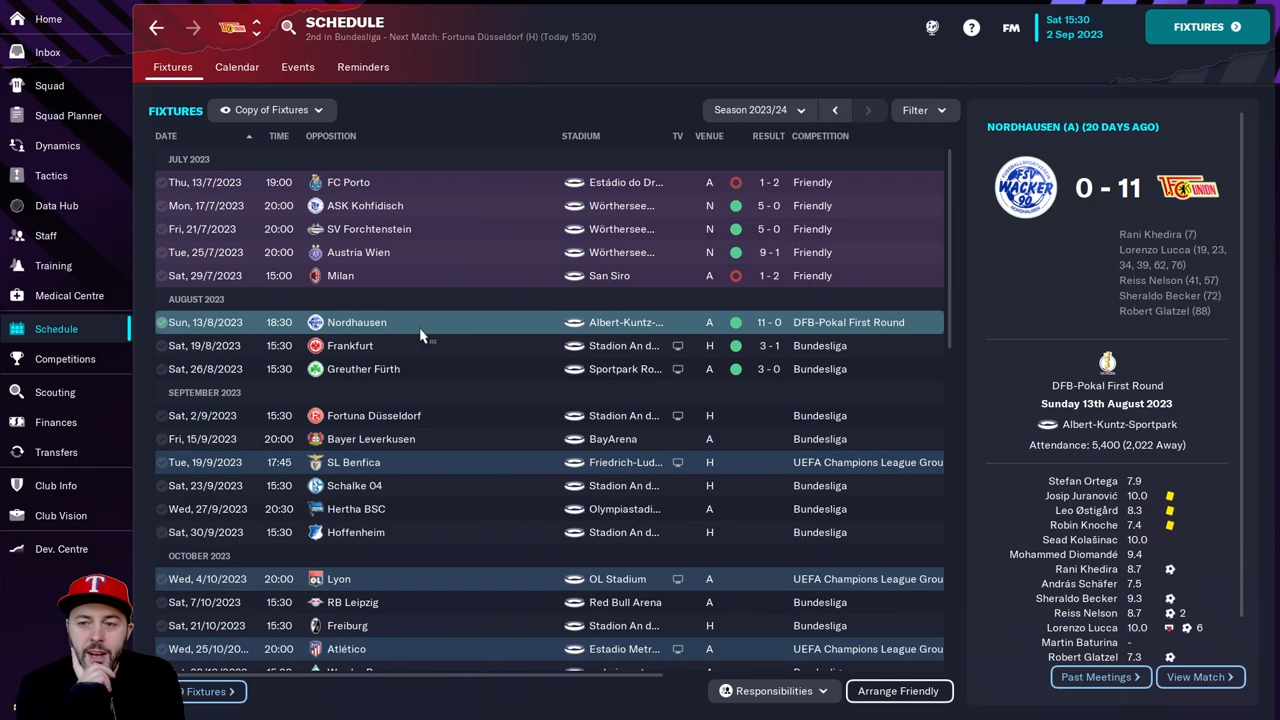 Home
Inbox
Squad
Squad Planner
Dynamics
Tactics
Data Hub
Staff
Training
Medical Centre
Schedule
Competitions
Scouting
Finances
Transfers
Club Info
Club Vision
Dev. Centre
SCHEDULE
2nd in Bundesliga - Next Match: Fortuna Düsseldorf (H) (Today 15:30)
FM
Sat 15:30
2 Sep 2023
FIXTURES
Fixtures Calendar Events Reminders
FIXTURES Copy of Fixtures Season 2023/24 Filter
DATE TIME OPPOSITION STADIUM TV VENUE RESULT COMPETITION
JULY 2023
Thu, 13/7/2023 19:00 FC Porto Estádio do Dr... A 1 - 2 Friendly
Mon, 17/7/2023 20:00 ASK Kohfidisch Wörthersee... N 5 - 0 Friendly
Fri, 21/7/2023 20:00 SV Forchtenstein Wörthersee... N 5 - 0 Friendly
Tue, 25/7/2023 20:00 Austria Wien Wörthersee... N 9 - 1 Friendly
Sat, 29/7/2023 15:00 Milan San Siro A 1 - 2 Friendly
AUGUST 2023
Sun, 13/8/2023 18:30 Nordhausen Albert-Kuntz-... A 11 - 0 DFB-Pokal First Round
Sat, 19/8/2023 15:30 Frankfurt Stadion An d... H 3 - 1 Bundesliga
Sat, 26/8/2023 15:30 Greuther Fürth Sportpark Ro... A 3 - 0 Bundesliga
SEPTEMBER 2023
Sat, 2/9/2023 15:30 Fortuna Düsseldorf Stadion An d... H Bundesliga
Fri, 15/9/2023 20:00 Bayer Leverkusen BayArena A Bundesliga
Tue, 19/9/2023 17:45 SL Benfica Friedrich-Lud... H UEFA Champions League Grou
Sat, 23/9/2023 15:30 Schalke 04 Stadion An d... H Bundesliga
Wed, 27/9/2023 20:30 Hertha BSC Olympiastadi... A Bundesliga
Sat, 30/9/2023 15:30 Hoffenheim Stadion An d... H Bundesliga
OCTOBER 2023
Wed, 4/10/2023 20:00 Lyon OL Stadium A UEFA Champions League Grou
Sat, 7/10/2023 15:30 RB Leipzig Red Bull Arena A Bundesliga
Sat, 21/10/2023 15:30 Freiburg Stadion An d... H Bundesliga
Wed, 25/10/20... 20:00 Atlético Estadio Metr... A UEFA Champions League Grou
Fixtures
Responsibilities
Arrange Friendly
NORDHAUSEN (A) (20 DAYS AGO)
FSV WACKER 90 NORDHAUSEN
0 - 11
UNION
Rani Khedira (7)
Lorenzo Lucca (19, 23,
34, 39, 62, 76)
Reiss Nelson (41, 57)
Sheraldo Becker (72)
Robert Glatzel (88)
DFB-Pokal First Round
Sunday 13th August 2023
Albert-Kuntz-Sportpark
Attendance: 5,400 (2,022 Away)
Stefan Ortega 7.9
Josip Juranović 10.0
Leo Østigård 8.3
Robin Knoche 7.4
Sead Kolašinac 10.0
Mohammed Diomandé 9.4
Rani Khedira 8.7
András Schäfer 7.5
Sheraldo Becker 9.3
Reiss Nelson 8.7 2
Lorenzo Lucca 10.0 6
Martin Baturina -
Robert Glatzel 7.3
Past Meetings
View Match
T